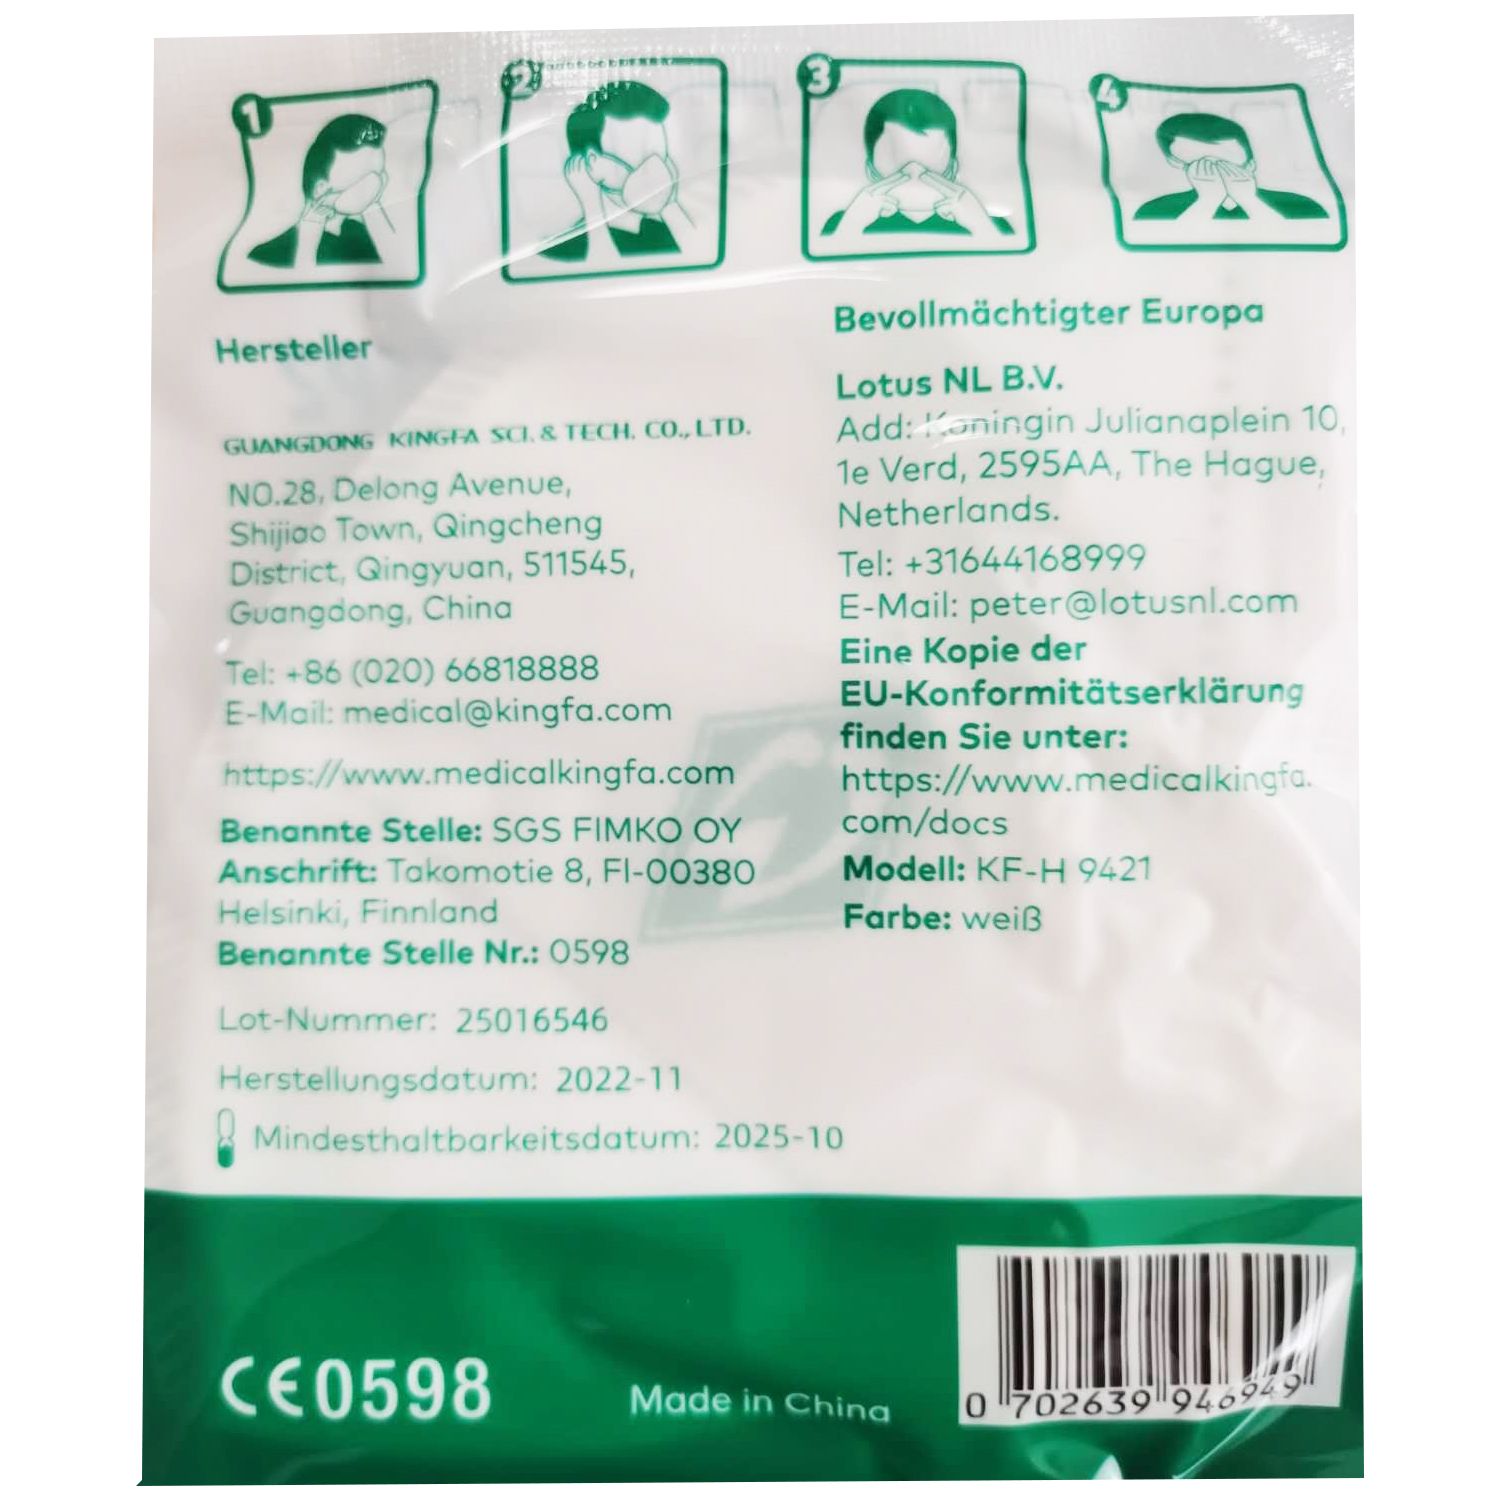 1
2
3
4
Hersteller
GUANGDONG KINGFA SCI. & TECH. CO., LTD.
NO.28, Delong Avenue,
Shijiao Town, Qingcheng
District, Qingyuan, 511545,
Guangdong, China
Tel: +86 (020) 66818888
E-Mail: medical@kingfa.com
https://www.medicalkingfa.com
Benannte Stelle: SGS FIMKO OY
Anschrift: Takomotie 8, FI-00380
Helsinki, Finnland
Benannte Stelle Nr.: 0598
Lot-Nummer: 25016546
Herstellungsdatum: 2022-11
Mindesthaltbarkeitsdatum: 2025-10
Bevollmächtigter Europa
Lotus NL B.V.
Add: Koningin Julianaplein 10,
1e Verd, 2595AA, The Hague,
Netherlands.
Tel: +31644168999
E-Mail: peter@lotusnl.com
Eine Kopie der
EU-Konformitätserklärung
finden Sie unter:
https://www.medicalkingfa.
com/docs
Modell: KF-H 9421
Farbe: weiß
CE0598
Made in China
0 702639 946949